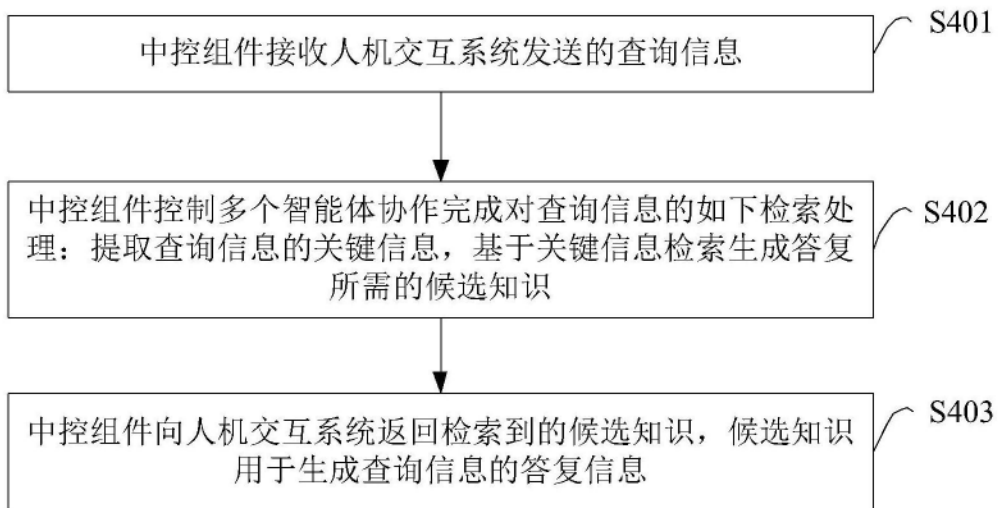 中控组件接收人机交互系统发送的查询信息
S401
中控组件控制多个智能体协作完成对查询信息的如下检索处
理：提取查询信息的关键信息，基于关键信息检索生成答复
所需的候选知识
S402
中控组件向人机交互系统返回检索到的候选知识，候选知识
用于生成查询信息的答复信息
S403